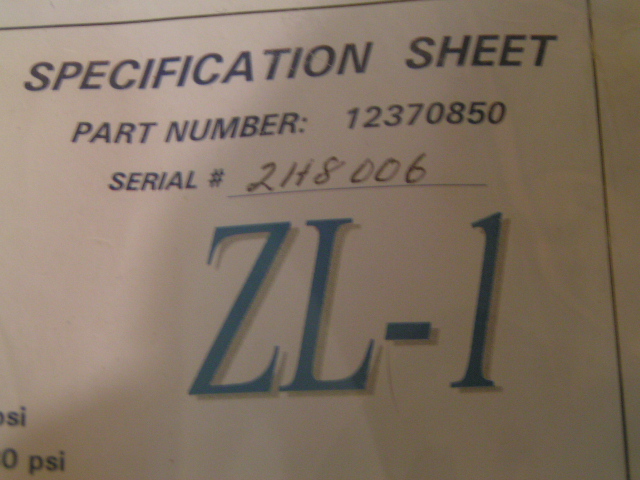 SPECIFICATION SHEET
PART NUMBER: 12370850
SERIAL # 2H8006
ZL-1
psi
0 psi